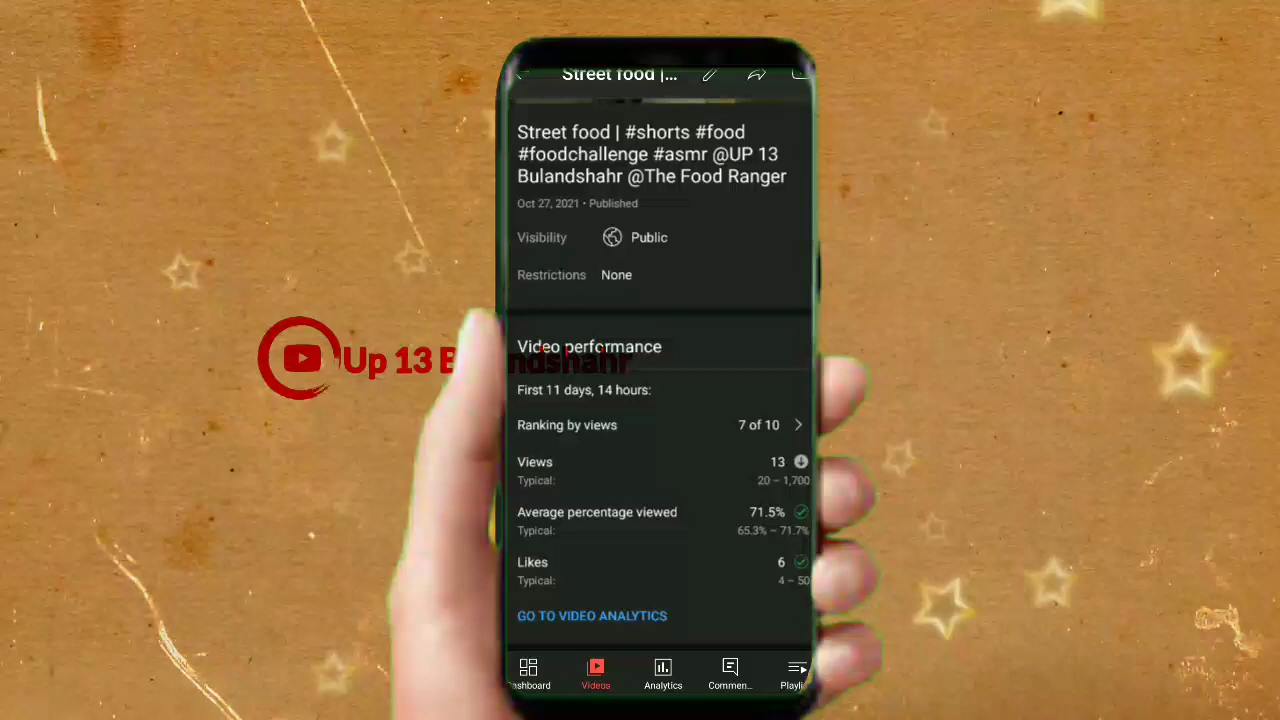 Street food |...
Street food | #shorts #food
#foodchallenge #asmr @UP 13
Bulandshahr @The Food Ranger
Oct 27, 2021 • Published
Visibility Public
Restrictions None
Video performance
Up 13 B ndshahr
First 11 days, 14 hours:
Ranking by views 7 of 10
Views 13
Typical: 20 – 1,700
Average percentage viewed 71.5%
Typical: 65.3% – 71.7%
Likes 6
Typical: 4 – 50
GO TO VIDEO ANALYTICS
Dashboard Videos Analytics Commen... Playli